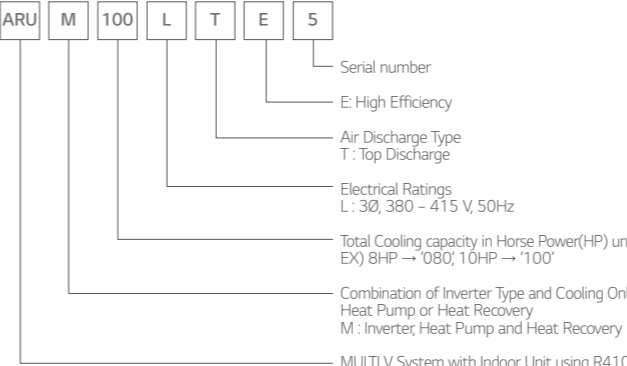 ARU M 100 L T E 5
Serial number
E: High Efficiency
Air Discharge Type
T : Top Discharge
Electrical Ratings
L : 3Ø, 380 ~ 415 V, 50Hz
Total Cooling capacity in Horse Power(HP)
EX) 8HP → ‘080’, 10HP → ‘100’
Combination of Inverter Type and Cooling
Heat Pump or Heat Recovery
M : Inverter, Heat Pump and Heat Recovery
MULTI V System with Indoor Unit using